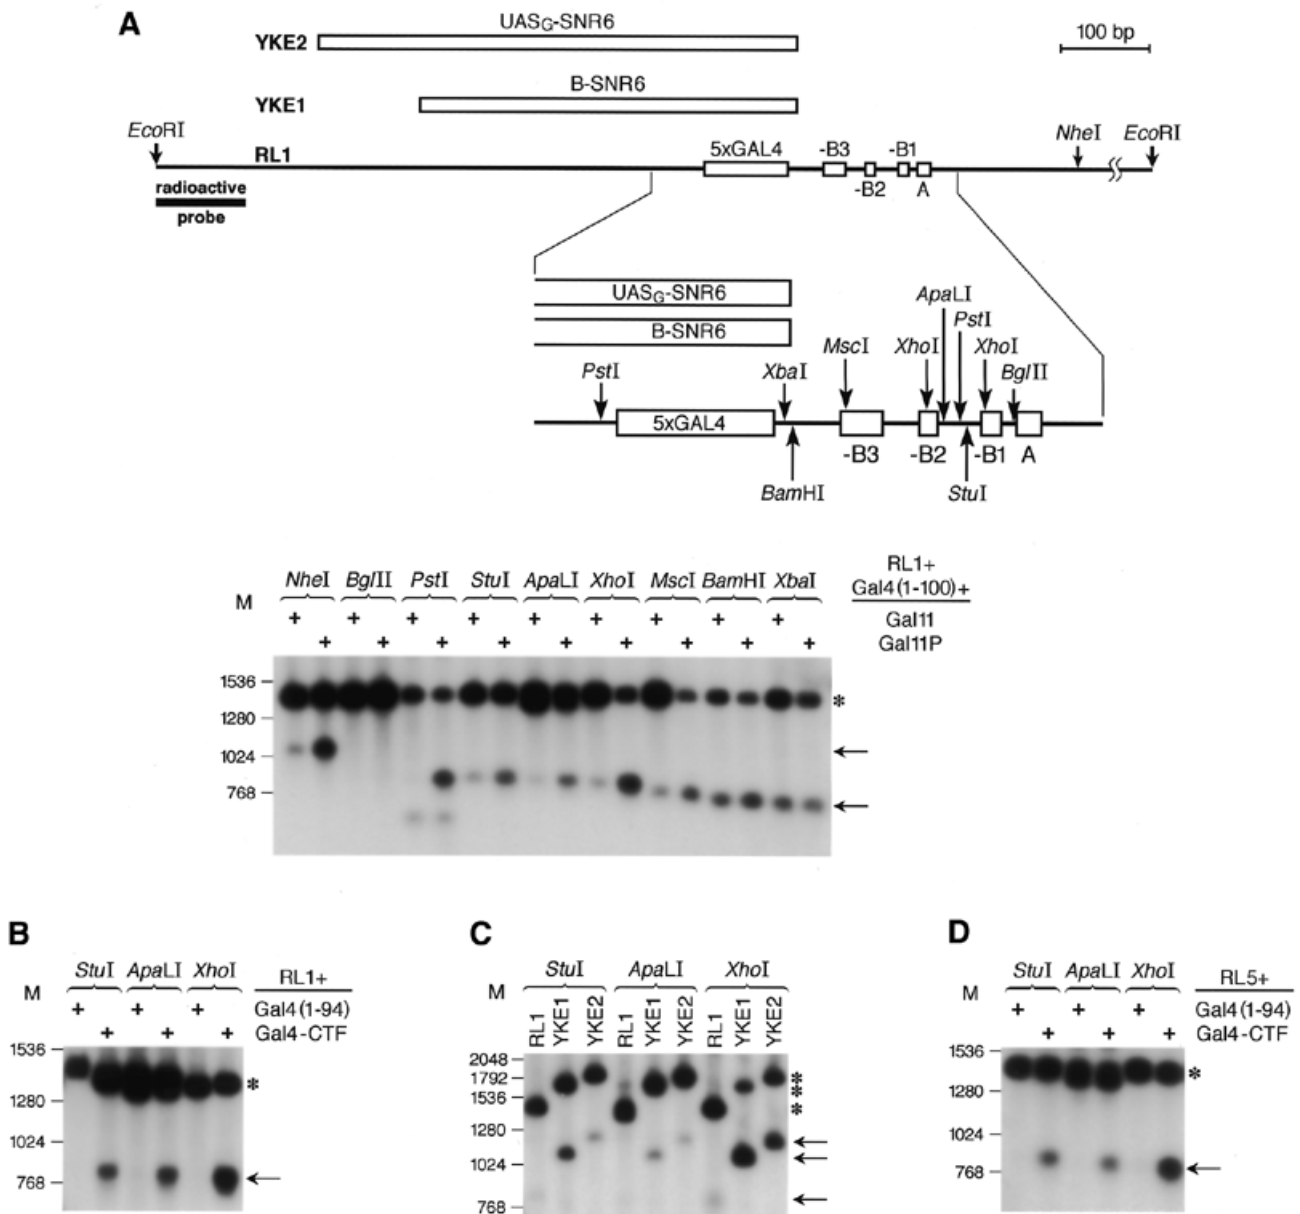 A
UASG-SNR6
YKE2
100 bp
B-SNR6
YKE1
EcoRI
RL1
5xGAL4
-B3
-B1
NheI
EcoRI
-B2
A
radioactive
probe
UASG-SNR6
ApaLI
B-SNR6
PstI
MscI
XhoI
XhoI
PstI
XbaI
BglII
5xGAL4
-B3
-B2
-B1
A
BamHI
StuI
M
NheI BglII PstI StuI ApaLI XhoI MscI BamHI XbaI
RL1+
Gal4(1-100)+
+ + + + + + + + +
Gal11
+ + + + + + + + +
Gal11P
1536
*
1280
1024
768
B
StuI ApaLI XhoI
RL1+
M
+ + + Gal4(1-94)
+ + + Gal4-CTF
1536
*
1280
1024
768
C
StuI ApaLI XhoI
M
RL1 YKE1 YKE2 RL1 YKE1 YKE2 RL1 YKE1 YKE2
2048
1792
1536
***
1280
1024
768
D
StuI ApaLI XhoI
RL5+
M
+ + + Gal4(1-94)
+ + + Gal4-CTF
1536
*
1280
1024
768